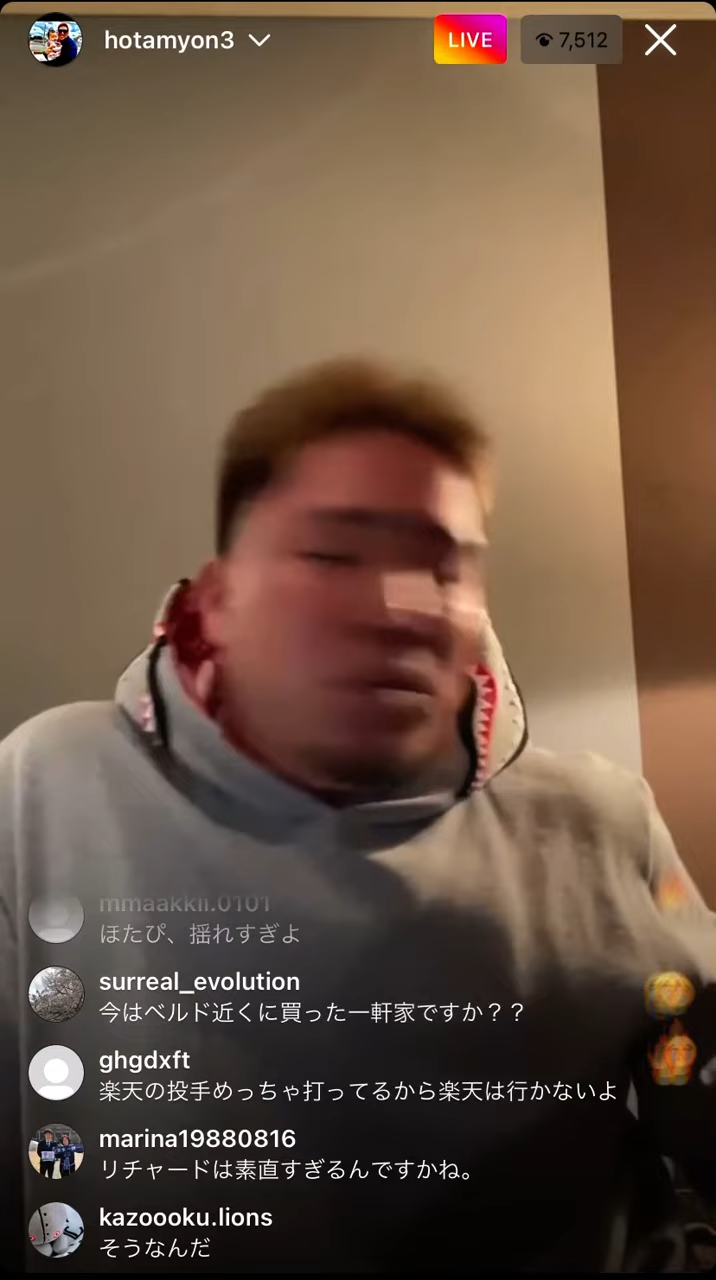 hotamyon3
LIVE
7,512
mmaakkii.0101
ほたぴ、揺れすぎよ
surreal_evolution
今はベルド近くに買った一軒家ですか？？
ghgdxft
楽天の投手めっちゃ打ってるから楽天は行かないよ
marina19880816
リチャードは素直すぎるんですかね。
kazoooku.lions
そうなんだ